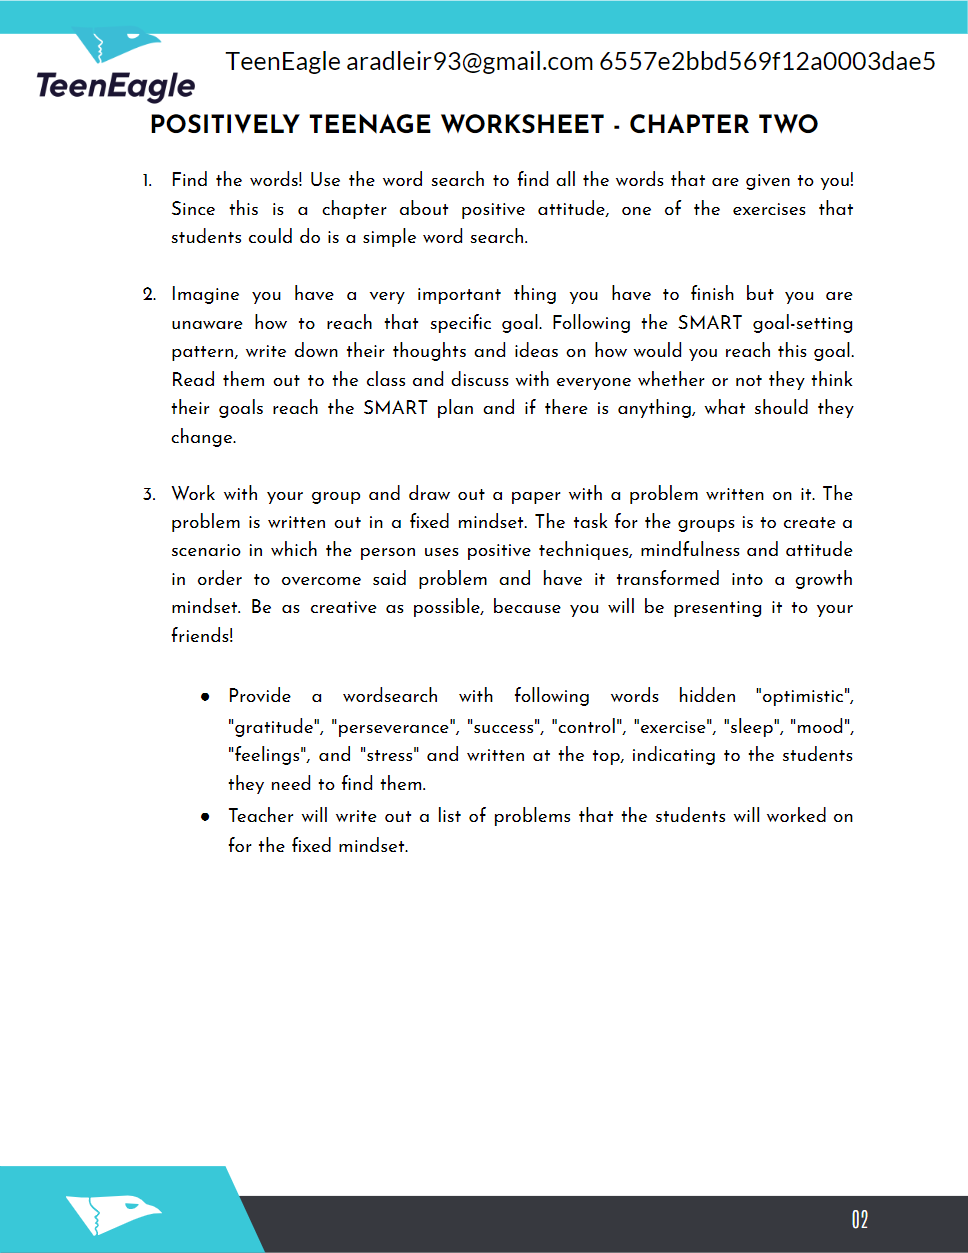 TeenEagle aradleir93@gmail.com 6557e2bbd569f12a0003dae5
TeenEagle
POSITIVELY TEENAGE WORKSHEET - CHAPTER TWO
1. Find the words! Use the word search to find all the words that are given to you!
Since this is a chapter about positive attitude, one of the exercises that
students could do is a simple word search.
2. Imagine you have a very important thing you have to finish but you are
unaware how to reach that specific goal. Following the SMART goal-setting
pattern, write down their thoughts and ideas on how would you reach this goal.
Read them out to the class and discuss with everyone whether or not they think
their goals reach the SMART plan and if there is anything, what should they
change.
3. Work with your group and draw out a paper with a problem written on it. The
problem is written out in a fixed mindset. The task for the groups is to create a
scenario in which the person uses positive techniques, mindfulness and attitude
in order to overcome said problem and have it transformed into a growth
mindset. Be as creative as possible, because you will be presenting it to your
friends!
● Provide a wordsearch with following words hidden "optimistic",
"gratitude", "perseverance", "success", "control", "exercise", "sleep", "mood",
"feelings", and "stress" and written at the top, indicating to the students
they need to find them.
● Teacher will write out a list of problems that the students will worked on
for the fixed mindset.
02